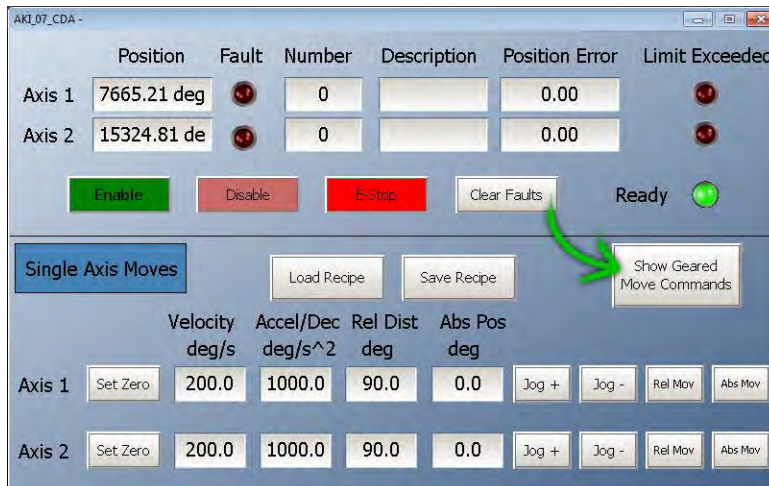 AKI_07_CDA -
Position Fault Number Description Position Error Limit Exceeded
Axis 1 7665.21 deg 0 0.00
Axis 2 15324.81 de 0 0.00
Enable Disable E-Stop Clear Faults Ready
Single Axis Moves Load Recipe Save Recipe Show Geared
Move Commands
Velocity Accel/Dec Rel Dist Abs Pos
deg/s deg/s^2 deg deg
Axis 1 Set Zero 200.0 1000.0 90.0 0.0 Jog + Jog - Rel Mov Abs Mov
Axis 2 Set Zero 200.0 1000.0 90.0 0.0 Jog + Jog - Rel Mov Abs Mov